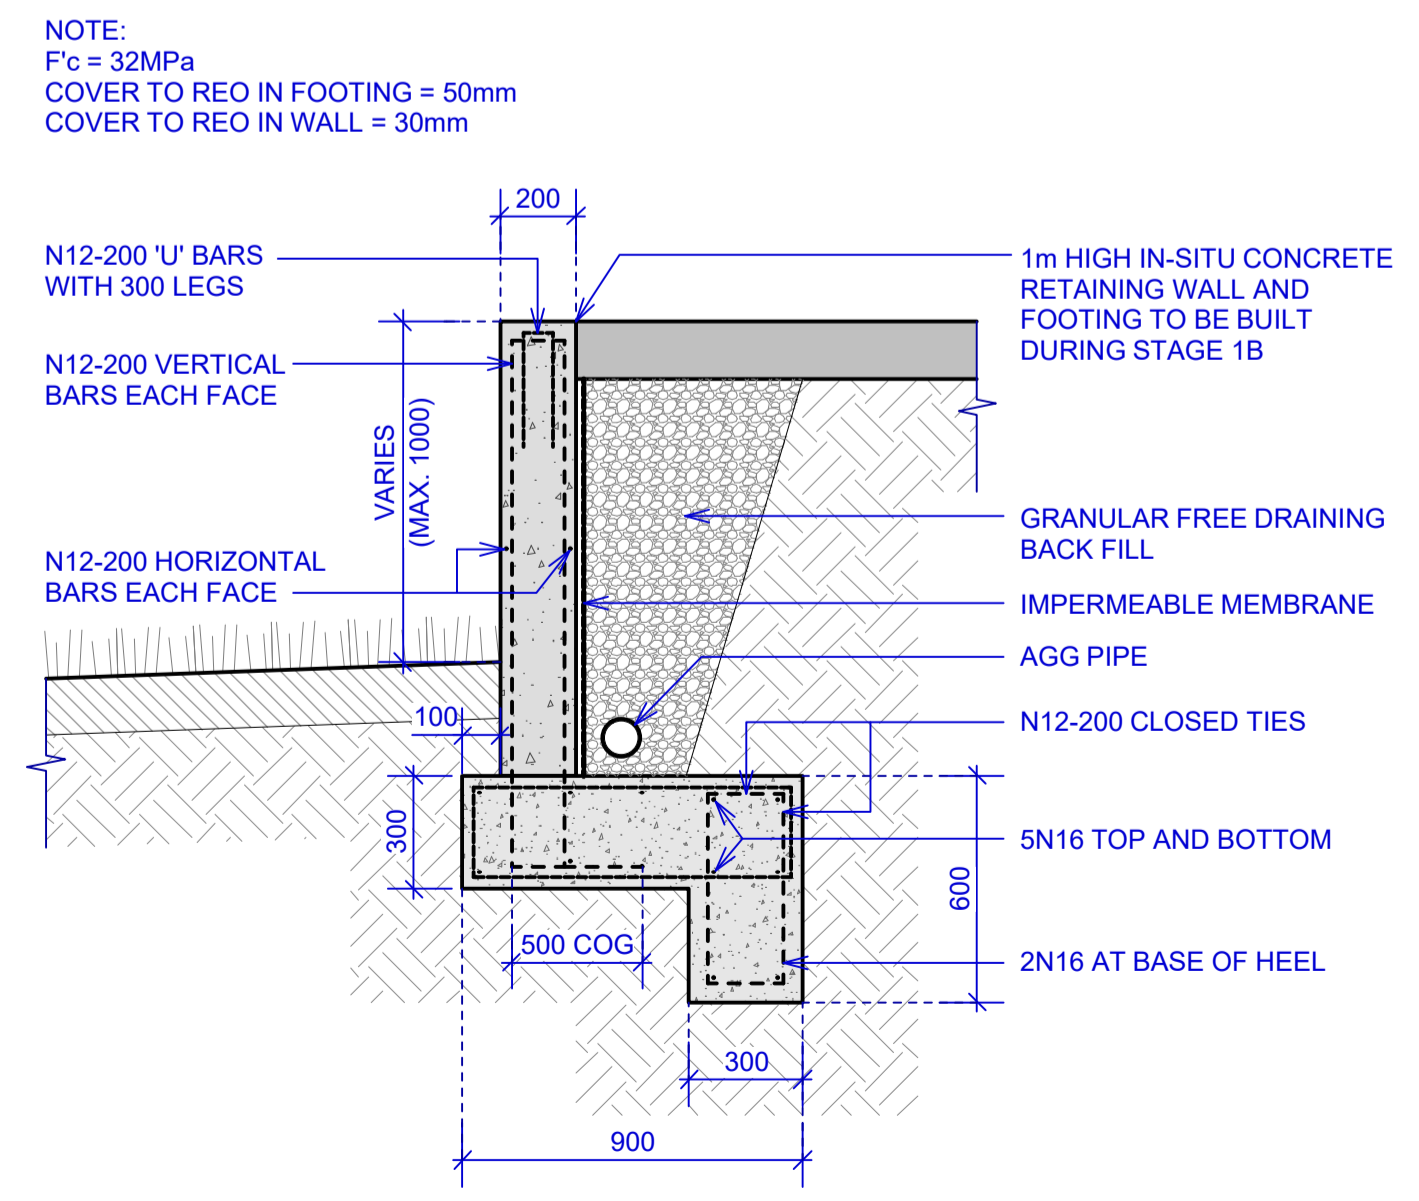 NOTE:
F'c = 32MPa
COVER TO REO IN FOOTING = 50mm
COVER TO REO IN WALL = 30mm
200
N12-200 'U' BARS
WITH 300 LEGS
1m HIGH IN-SITU CONCRETE
RETAINING WALL AND
FOOTING TO BE BUILT
DURING STAGE 1B
N12-200 VERTICAL
BARS EACH FACE
VARIES
(MAX. 1000)
GRANULAR FREE DRAINING
BACK FILL
N12-200 HORIZONTAL
BARS EACH FACE
IMPERMEABLE MEMBRANE
AGG PIPE
100
N12-200 CLOSED TIES
300
5N16 TOP AND BOTTOM
600
500 COG
2N16 AT BASE OF HEEL
300
900